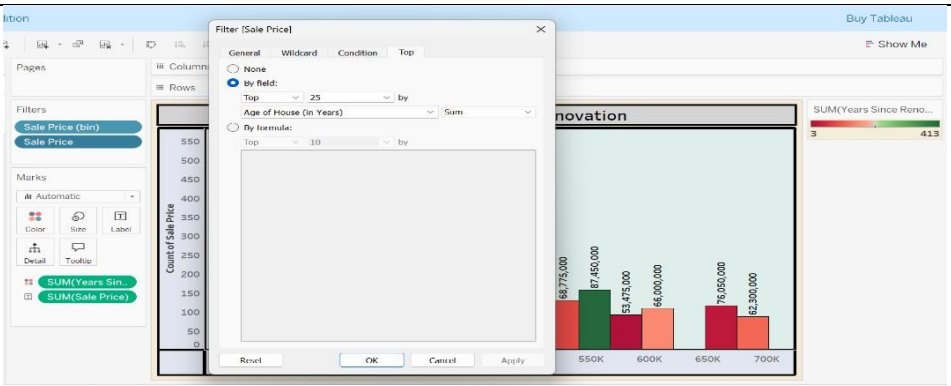 dition
Buy Tableau
Show Me
Pages
Columns
Rows
Filters
Sale Price (bin)
Sale Price
Marks
Automatic
Color Size Label
Detail Tooltip
SUM(Years Sin..
SUM(Sale Price)
Filter [Sale Price]
General Wildcard Condition Top
None
By field:
Top 25 by
Age of House (in Years) Sum
By formula:
Top 10 by
Reset OK Cancel Apply
novation
Count of Sale Price
550
500
450
400
350
300
250
200
150
100
50
0
68,775,000
87,450,000
53,475,000
66,000,000
76,050,000
62,300,000
550K 600K 650K 700K
SUM(Years Since Reno...
3 413